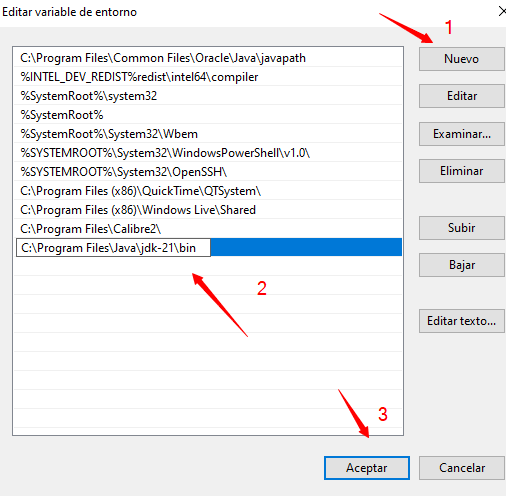 Editar variable de entorno
1
C:\Program Files\Common Files\Oracle\Java\javapath
Nuevo
%INTEL_DEV_REDIST%redist\intel64\compiler
%SystemRoot%\system32
Editar
%SystemRoot%
%SystemRoot%\System32\Wbem
Examinar...
%SYSTEMROOT%\System32\WindowsPowerShell\v1.0\
%SYSTEMROOT%\System32\OpenSSH\
Eliminar
C:\Program Files (x86)\QuickTime\QTSystem\
C:\Program Files (x86)\Windows Live\Shared
C:\Program Files\Calibre2\
Subir
C:\Program Files\Java\jdk-21\bin
Bajar
2
Editar texto...
3
Aceptar
Cancelar